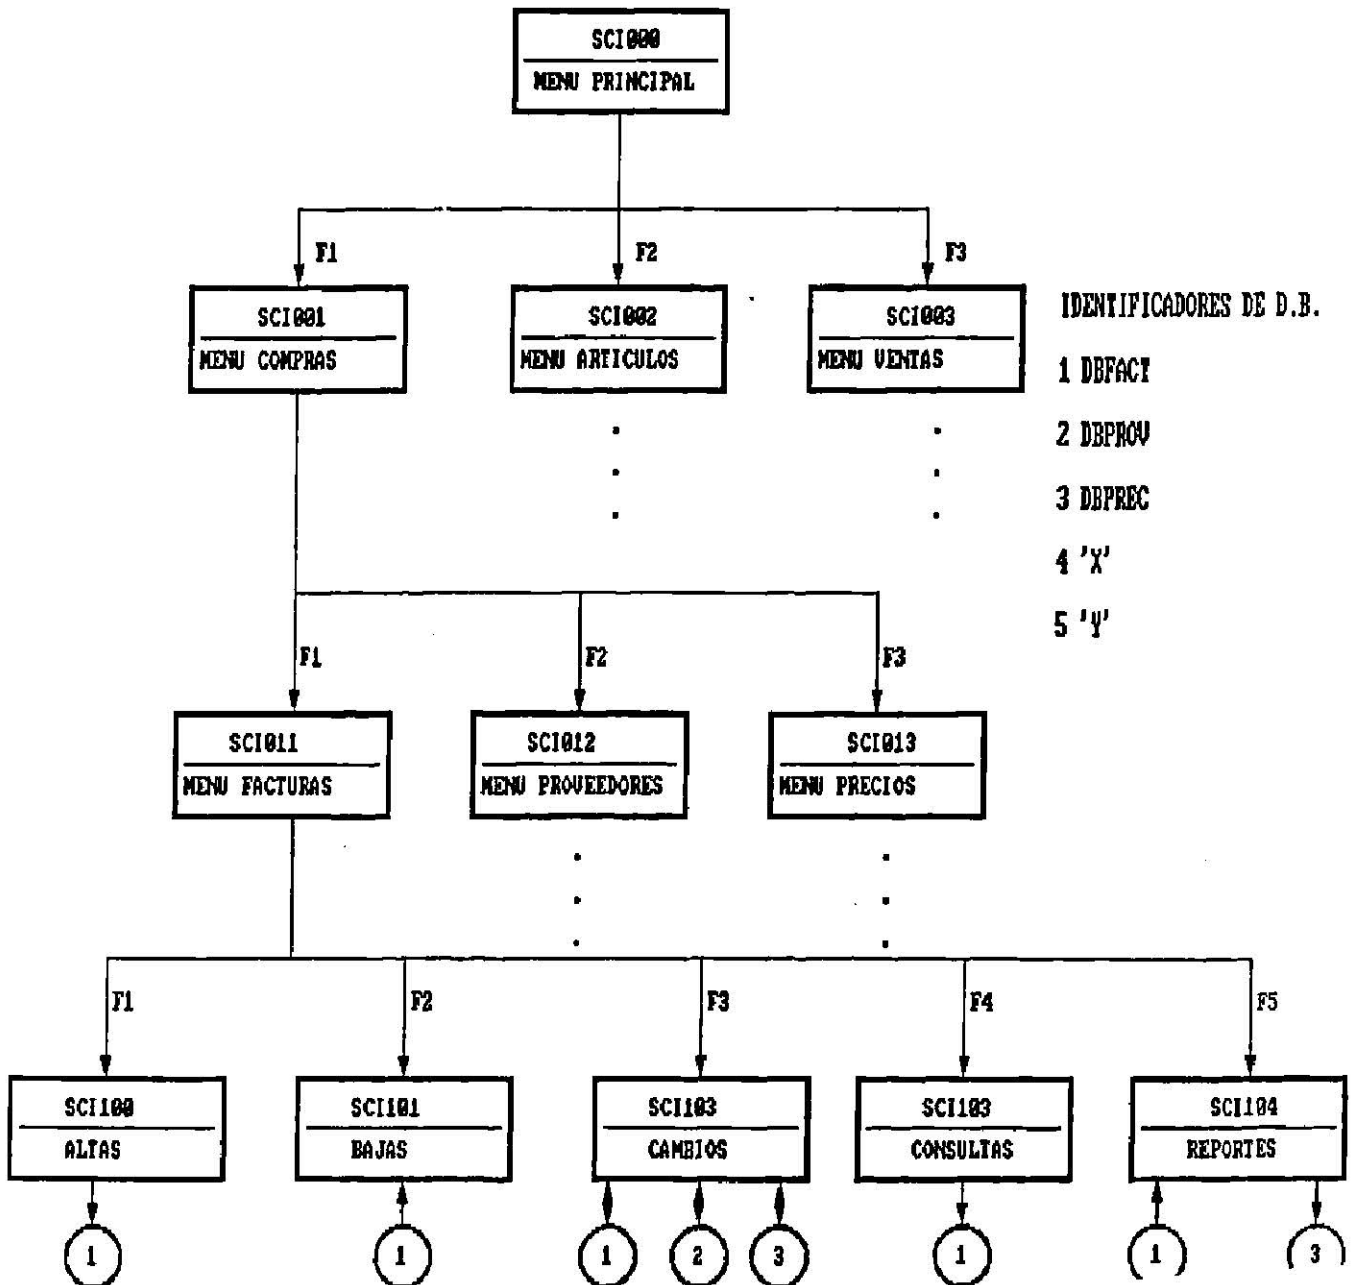 SCI000
MENU PRINCIPAL
F1
F2
F3
SCI001
MENU COMPRAS
SCI002
MENU ARTICULOS
SCI003
MENU VENTAS
IDENTIFICADORES DE D.B.
1 DBFACT
2 DBPROV
3 DBPREC
4 'X'
5 'Y'
F1
F2
F3
SCI011
MENU FACTURAS
SCI012
MENU PROVEEDORES
SCI013
MENU PRECIOS
F1
F2
F3
F4
F5
SCI100
ALTAS
SCI101
BAJAS
SCI103
CAMBIOS
SCI103
CONSULTAS
SCI104
REPORTES
1
1
1
2
3
1
1
3